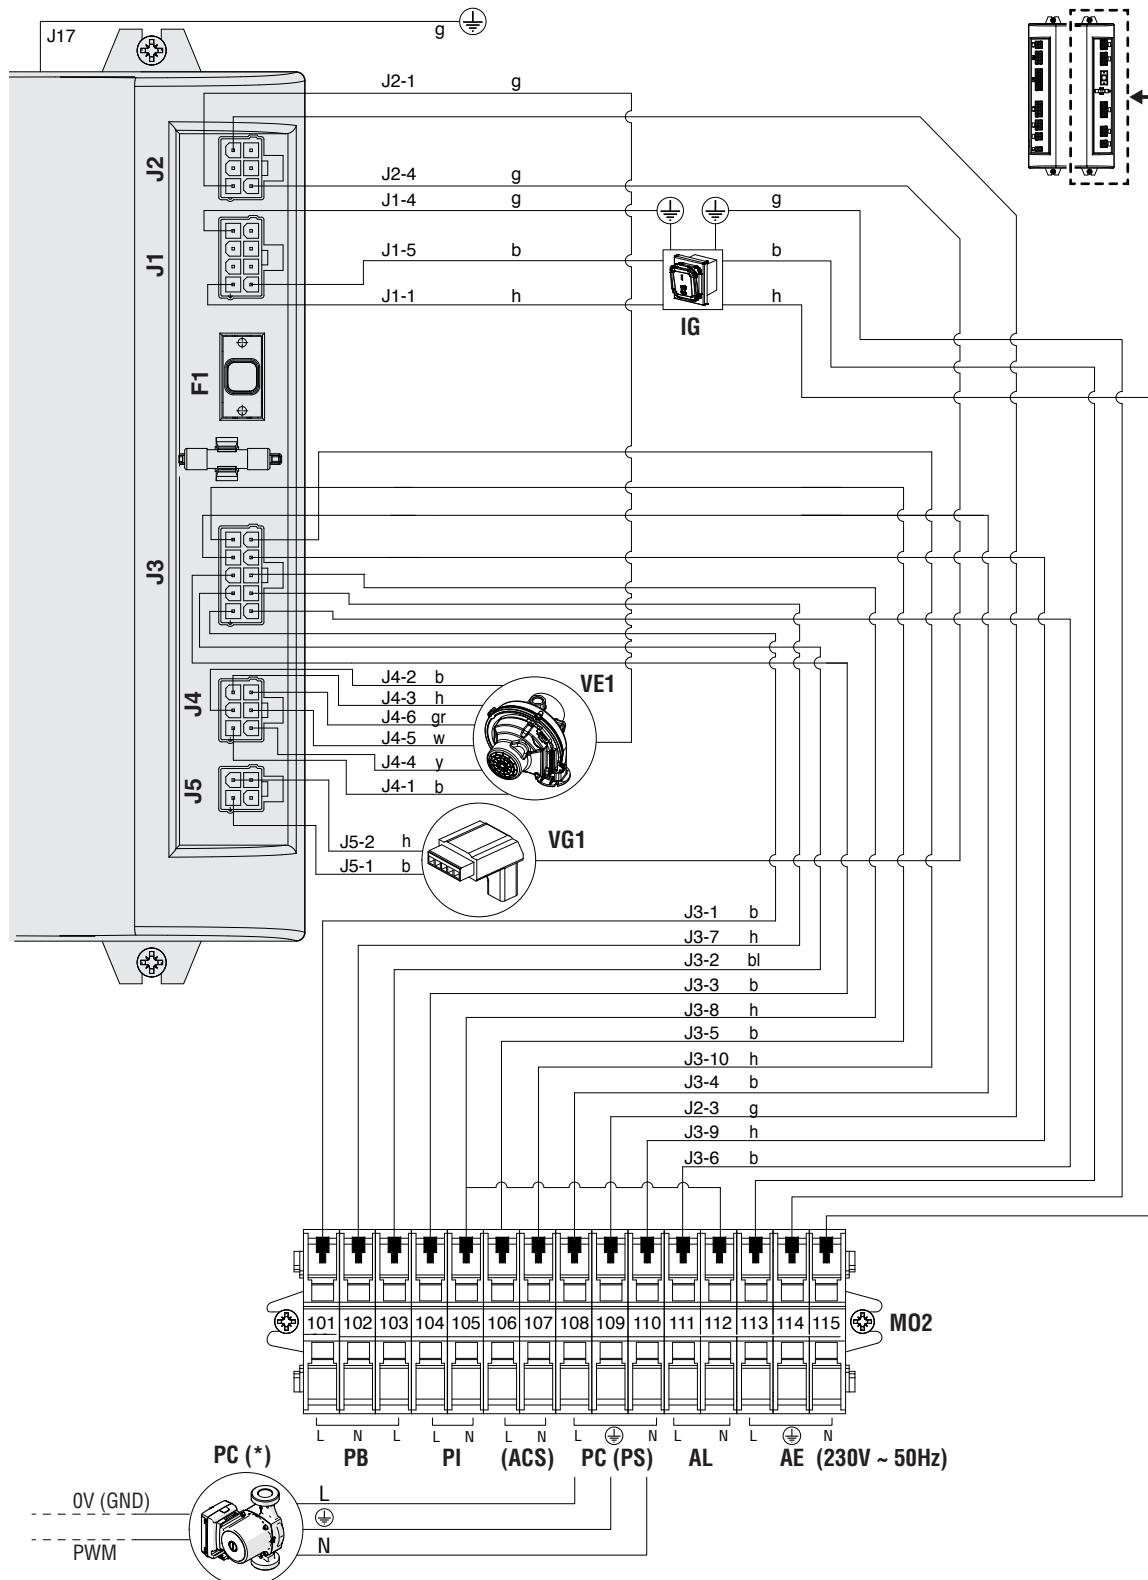 J17
g
J2-1 g
J2
J2-4 g
J1-4 g g
J1
J1-5 b b
J1-1 h h
IG
F1
J3
J4-2 b
VE1
J4-3 h
J4
J4-6 gr
J4-5 w
J4-4 y
J4-1 b
J5
J5-2 h
VG1
J5-1 b
J3-1 b
J3-7 h
J3-2 bl
J3-3 b
J3-8 h
J3-5 b
J3-10 h
J3-4 b
J2-3 g
J3-9 h
J3-6 b
101 102 103 104 105 106 107 108 109 110 111 112 113 114 115
MO2
L N L L N L N L N L N L N
PC (*) PB PI (ACS) PC (PS) AL AE (230V ~ 50Hz)
0V (GND) L
PWM N